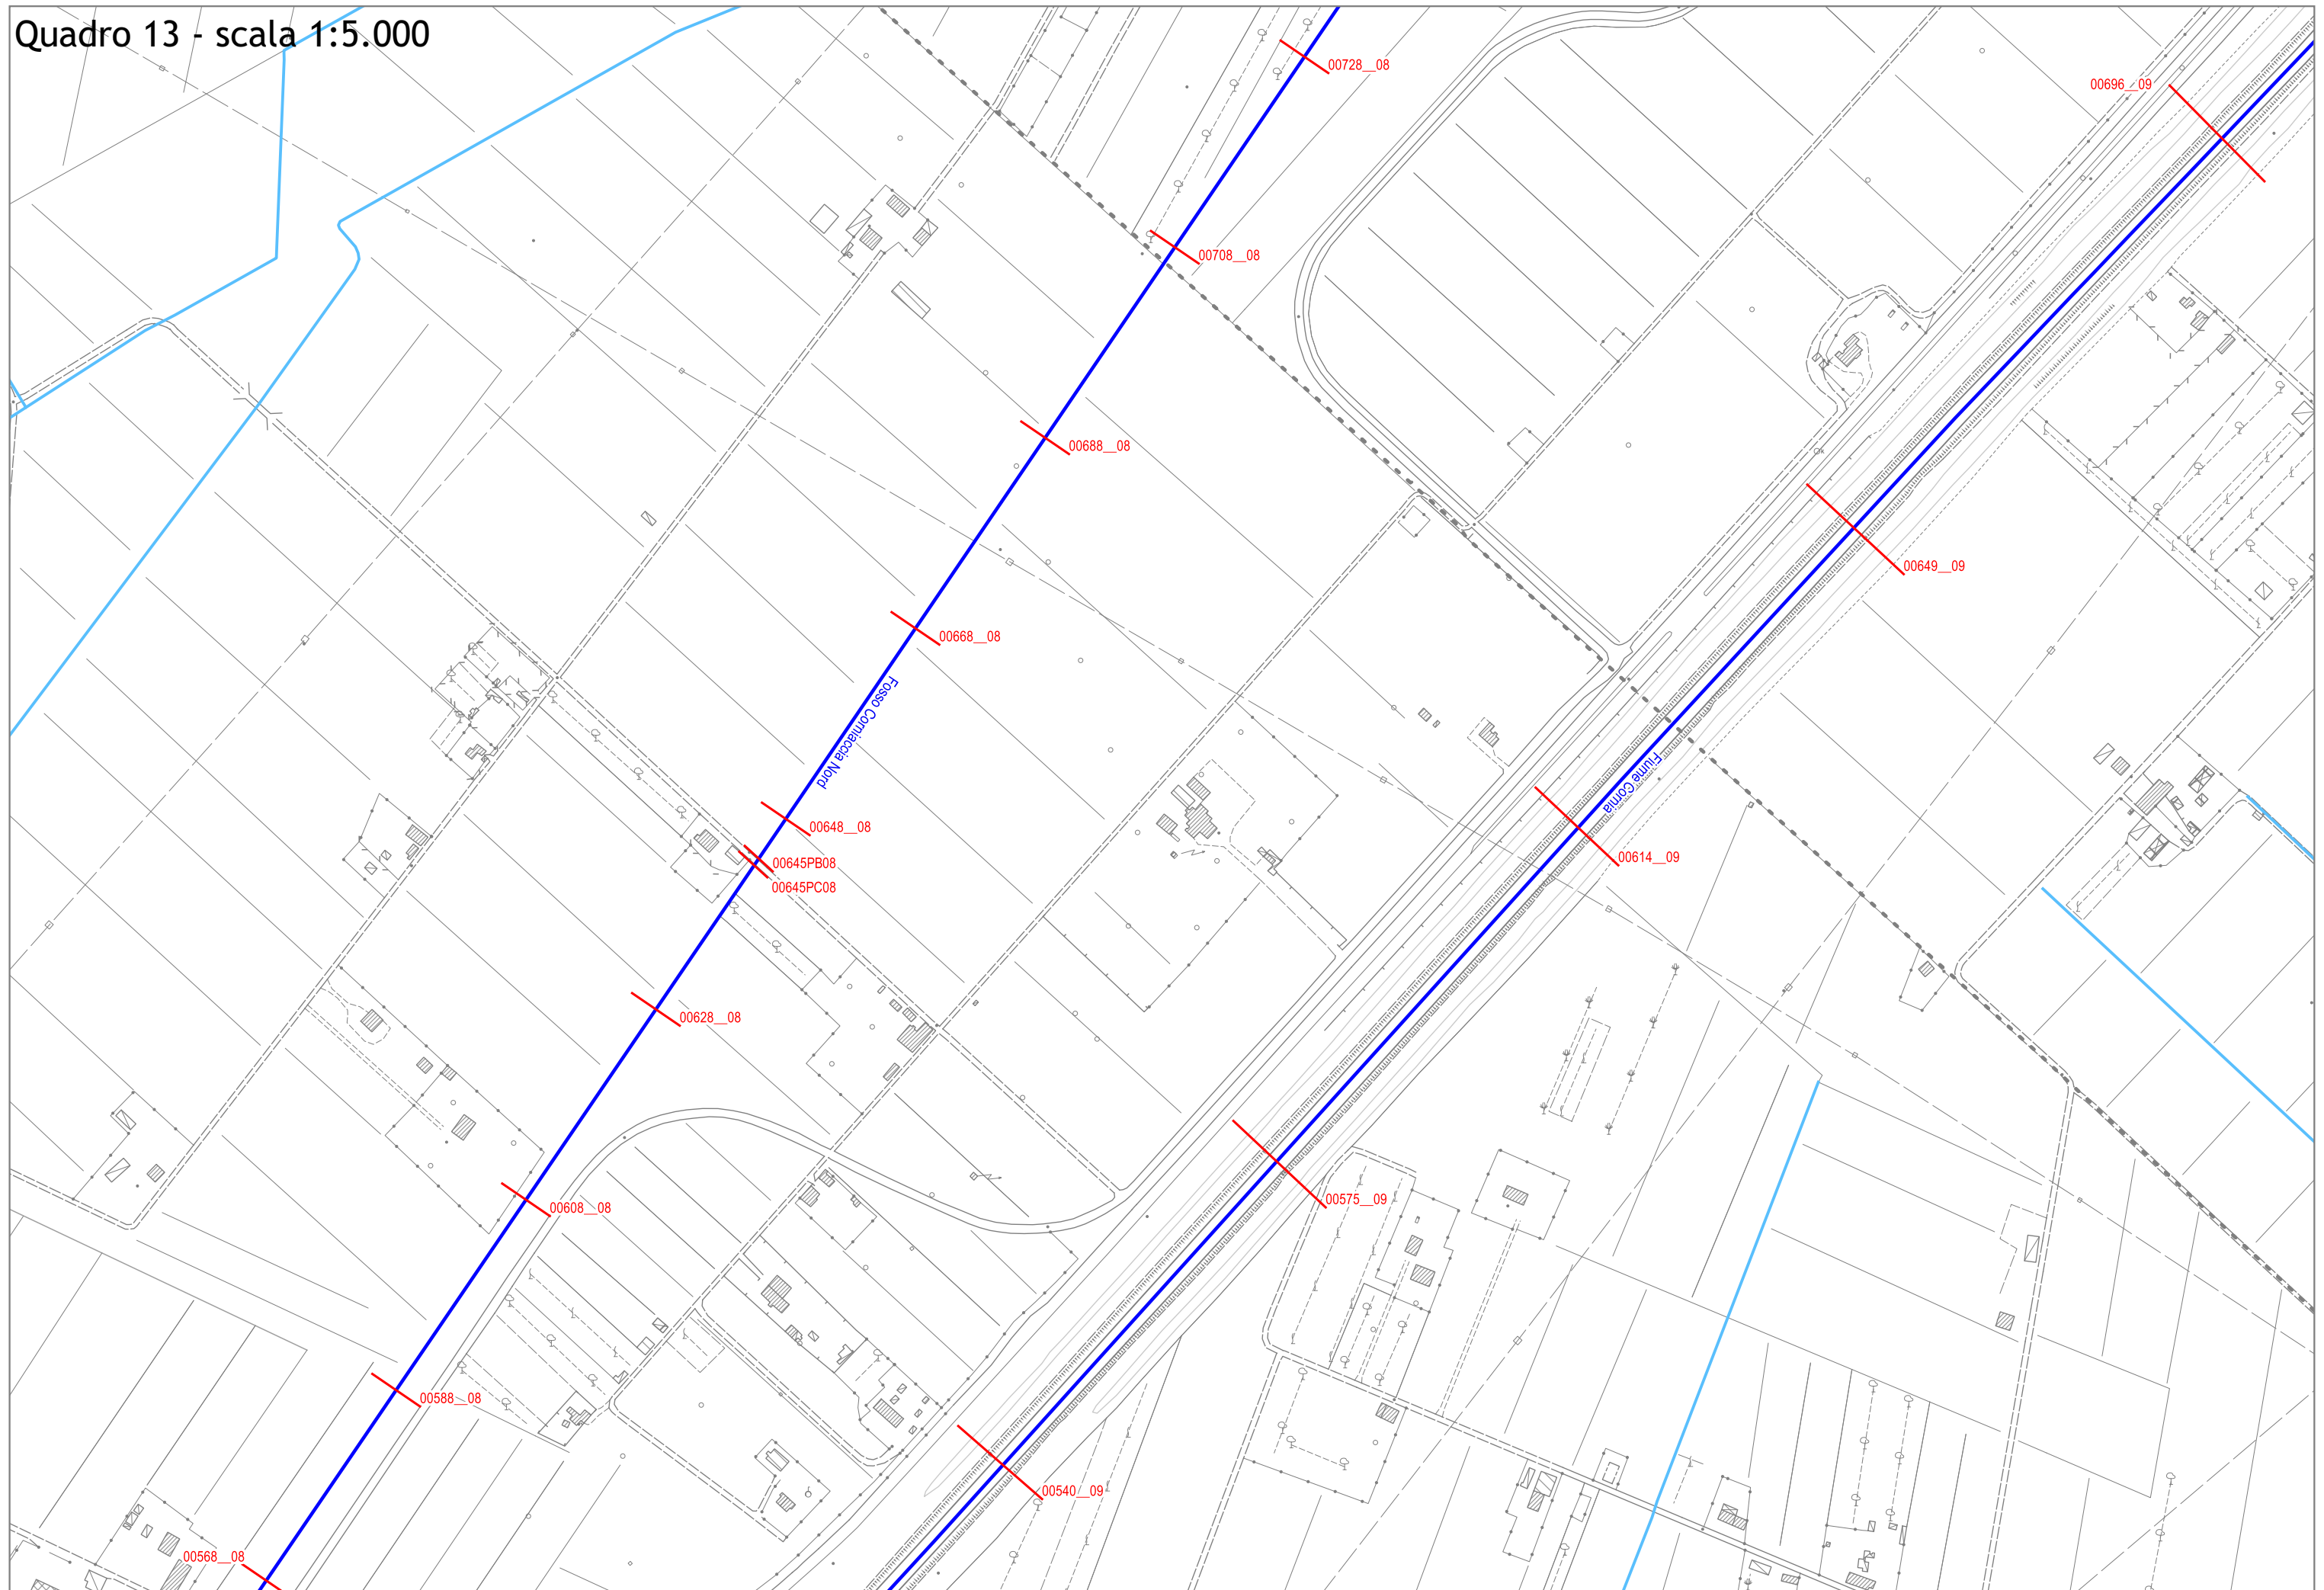 Quadro 13 - scala 1:5.000
00728__08
00696__09
00708__08
00688__08
00649__09
00668__08
Fosso Corniaccia Nord
Fiume Cornia
00648__08
00645PB08
00614__09
00645PC08
00628__08
00575__09
00608__08
00588__08
00540__09
00568__08